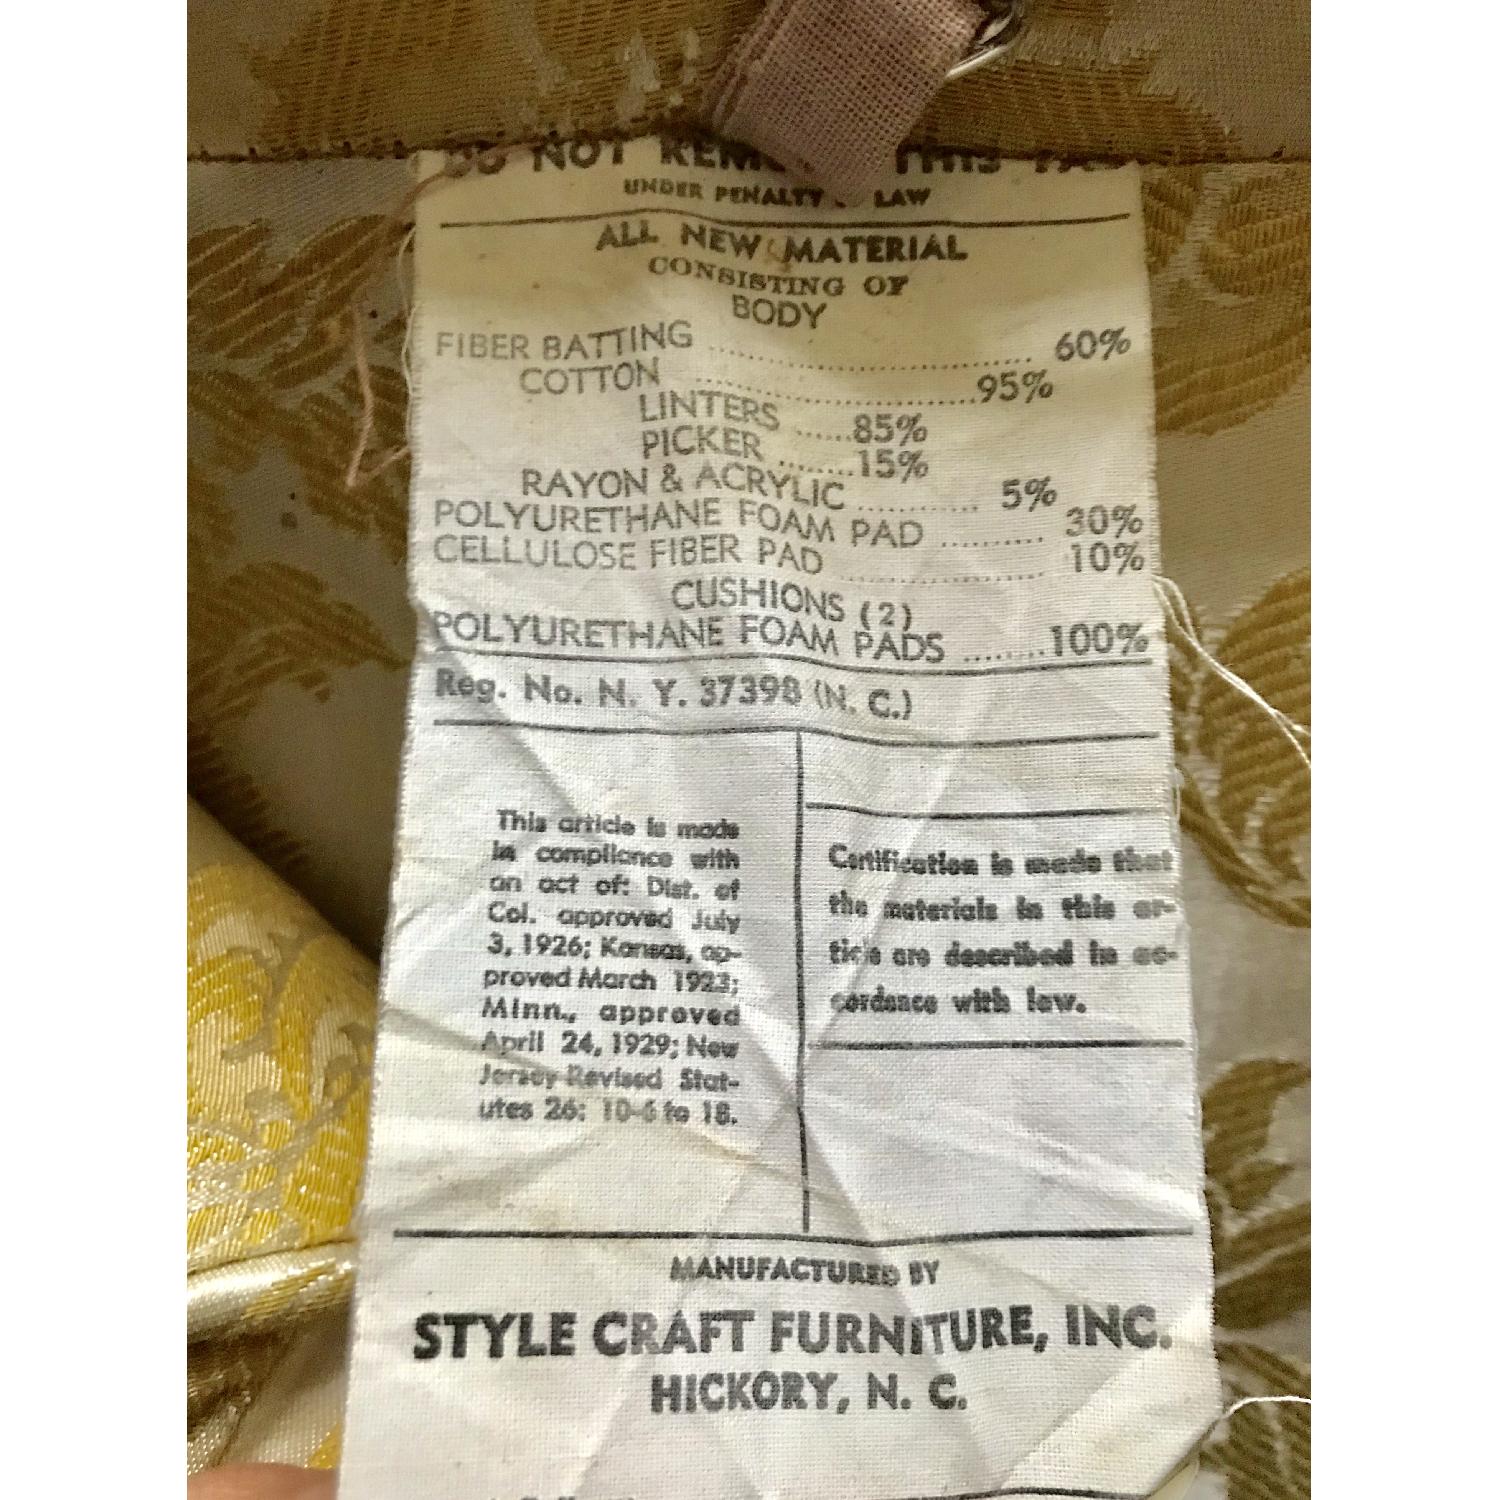 DO NOT THIS
UNDER PENALTY LAW
ALL NEW MATERIAL
CONSISTING OF
BODY
FIBER BATTING .......... 60%
COTTON .......... 95%
LINTERS ...... 85%
PICKER ........ 15%
RAYON & ACRYLIC .......... 5%
POLYURETHANE FOAM PAD .......... 30%
CELLULOSE FIBER PAD .......... 10%
CUSHIONS (2)
POLYURETHANE FOAM PADS ........ 100%
Reg. No. N. Y. 37398 (N. C.)
This article is made
in compliance with
an act of: Dist. of
Col. approved July
3, 1926; Kansas, ap-
proved March 1923;
Minn., approved
April 24, 1929; New
Jersey Revised Stat-
utes 26: 10-6 to 18.
Certification is made that
the materials in this ar-
ticle are described in ac-
cordance with law.
MANUFACTURED BY
STYLE CRAFT FURNITURE, INC.
HICKORY, N. C.